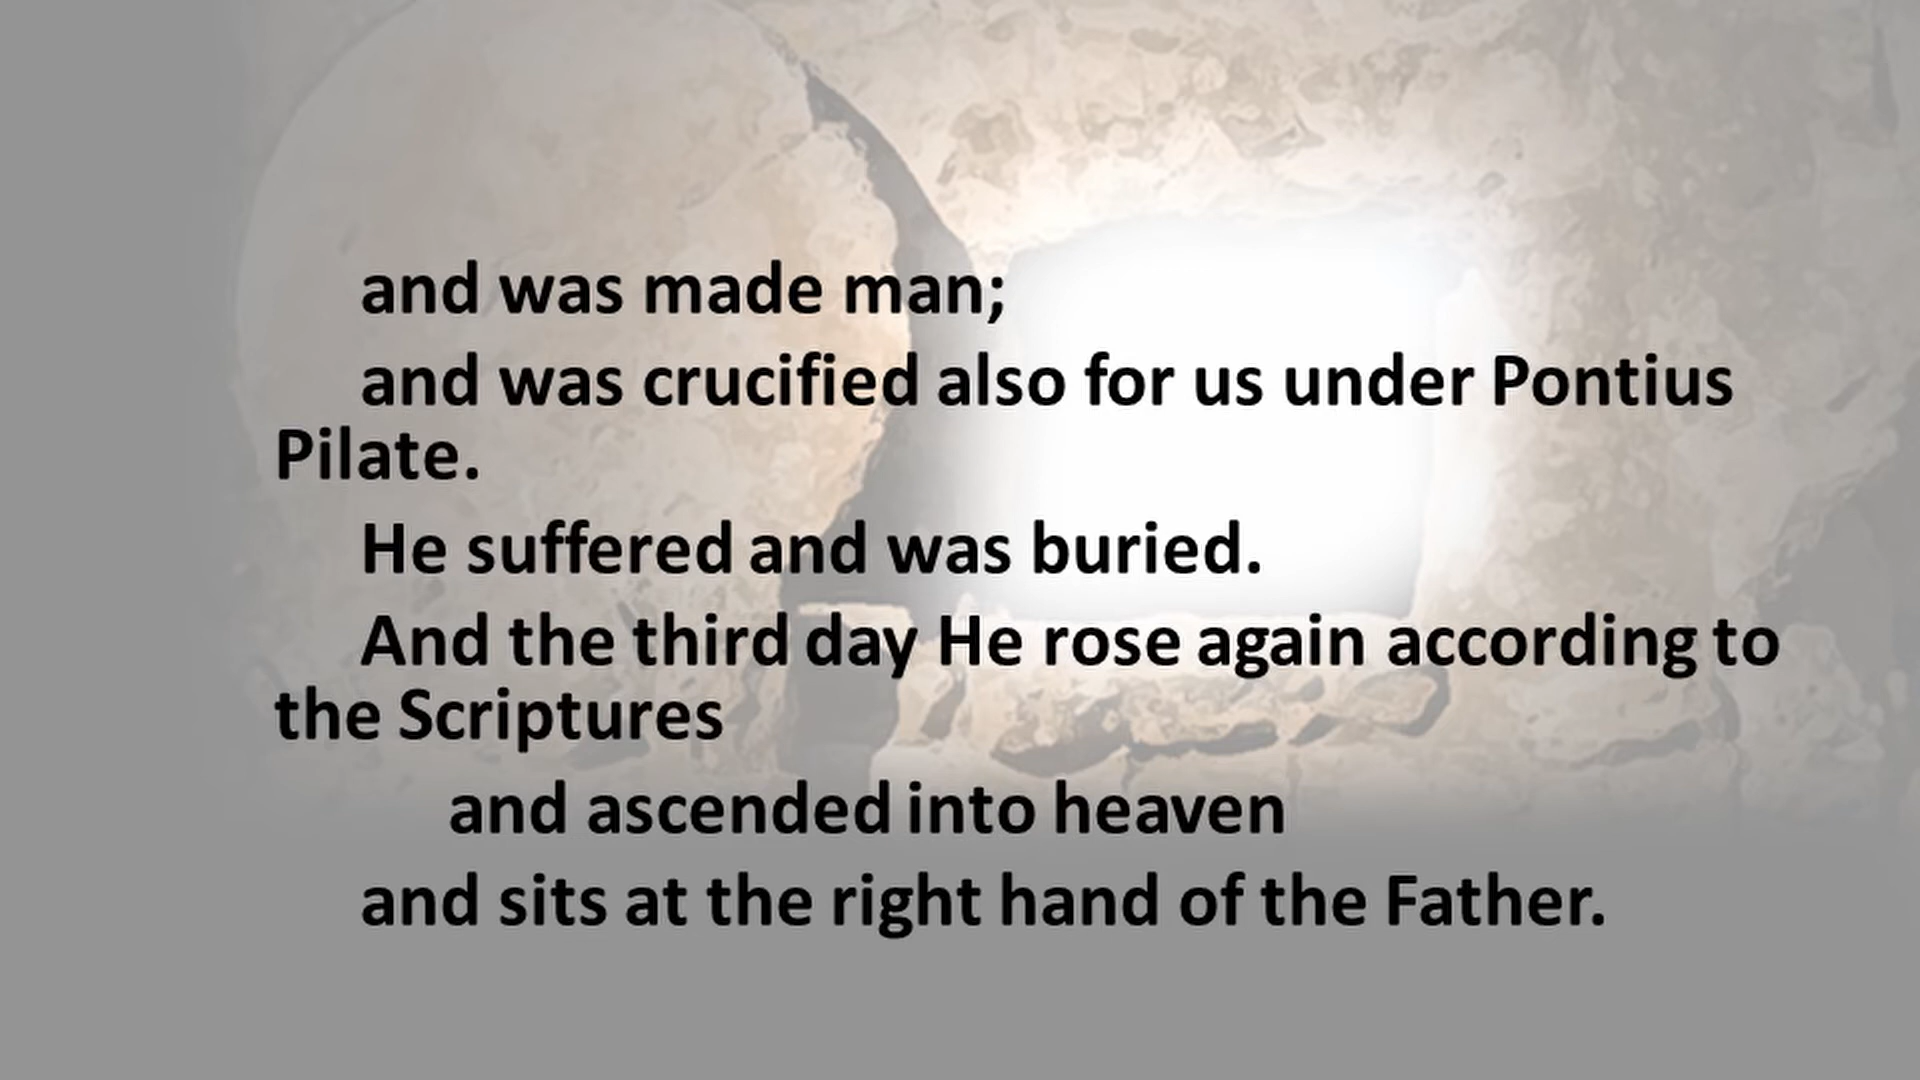 and was made man;
and was crucified also for us under Pontius
Pilate.
He suffered and was buried.
And the third day He rose again according to
the Scriptures
and ascended into heaven
and sits at the right hand of the Father.